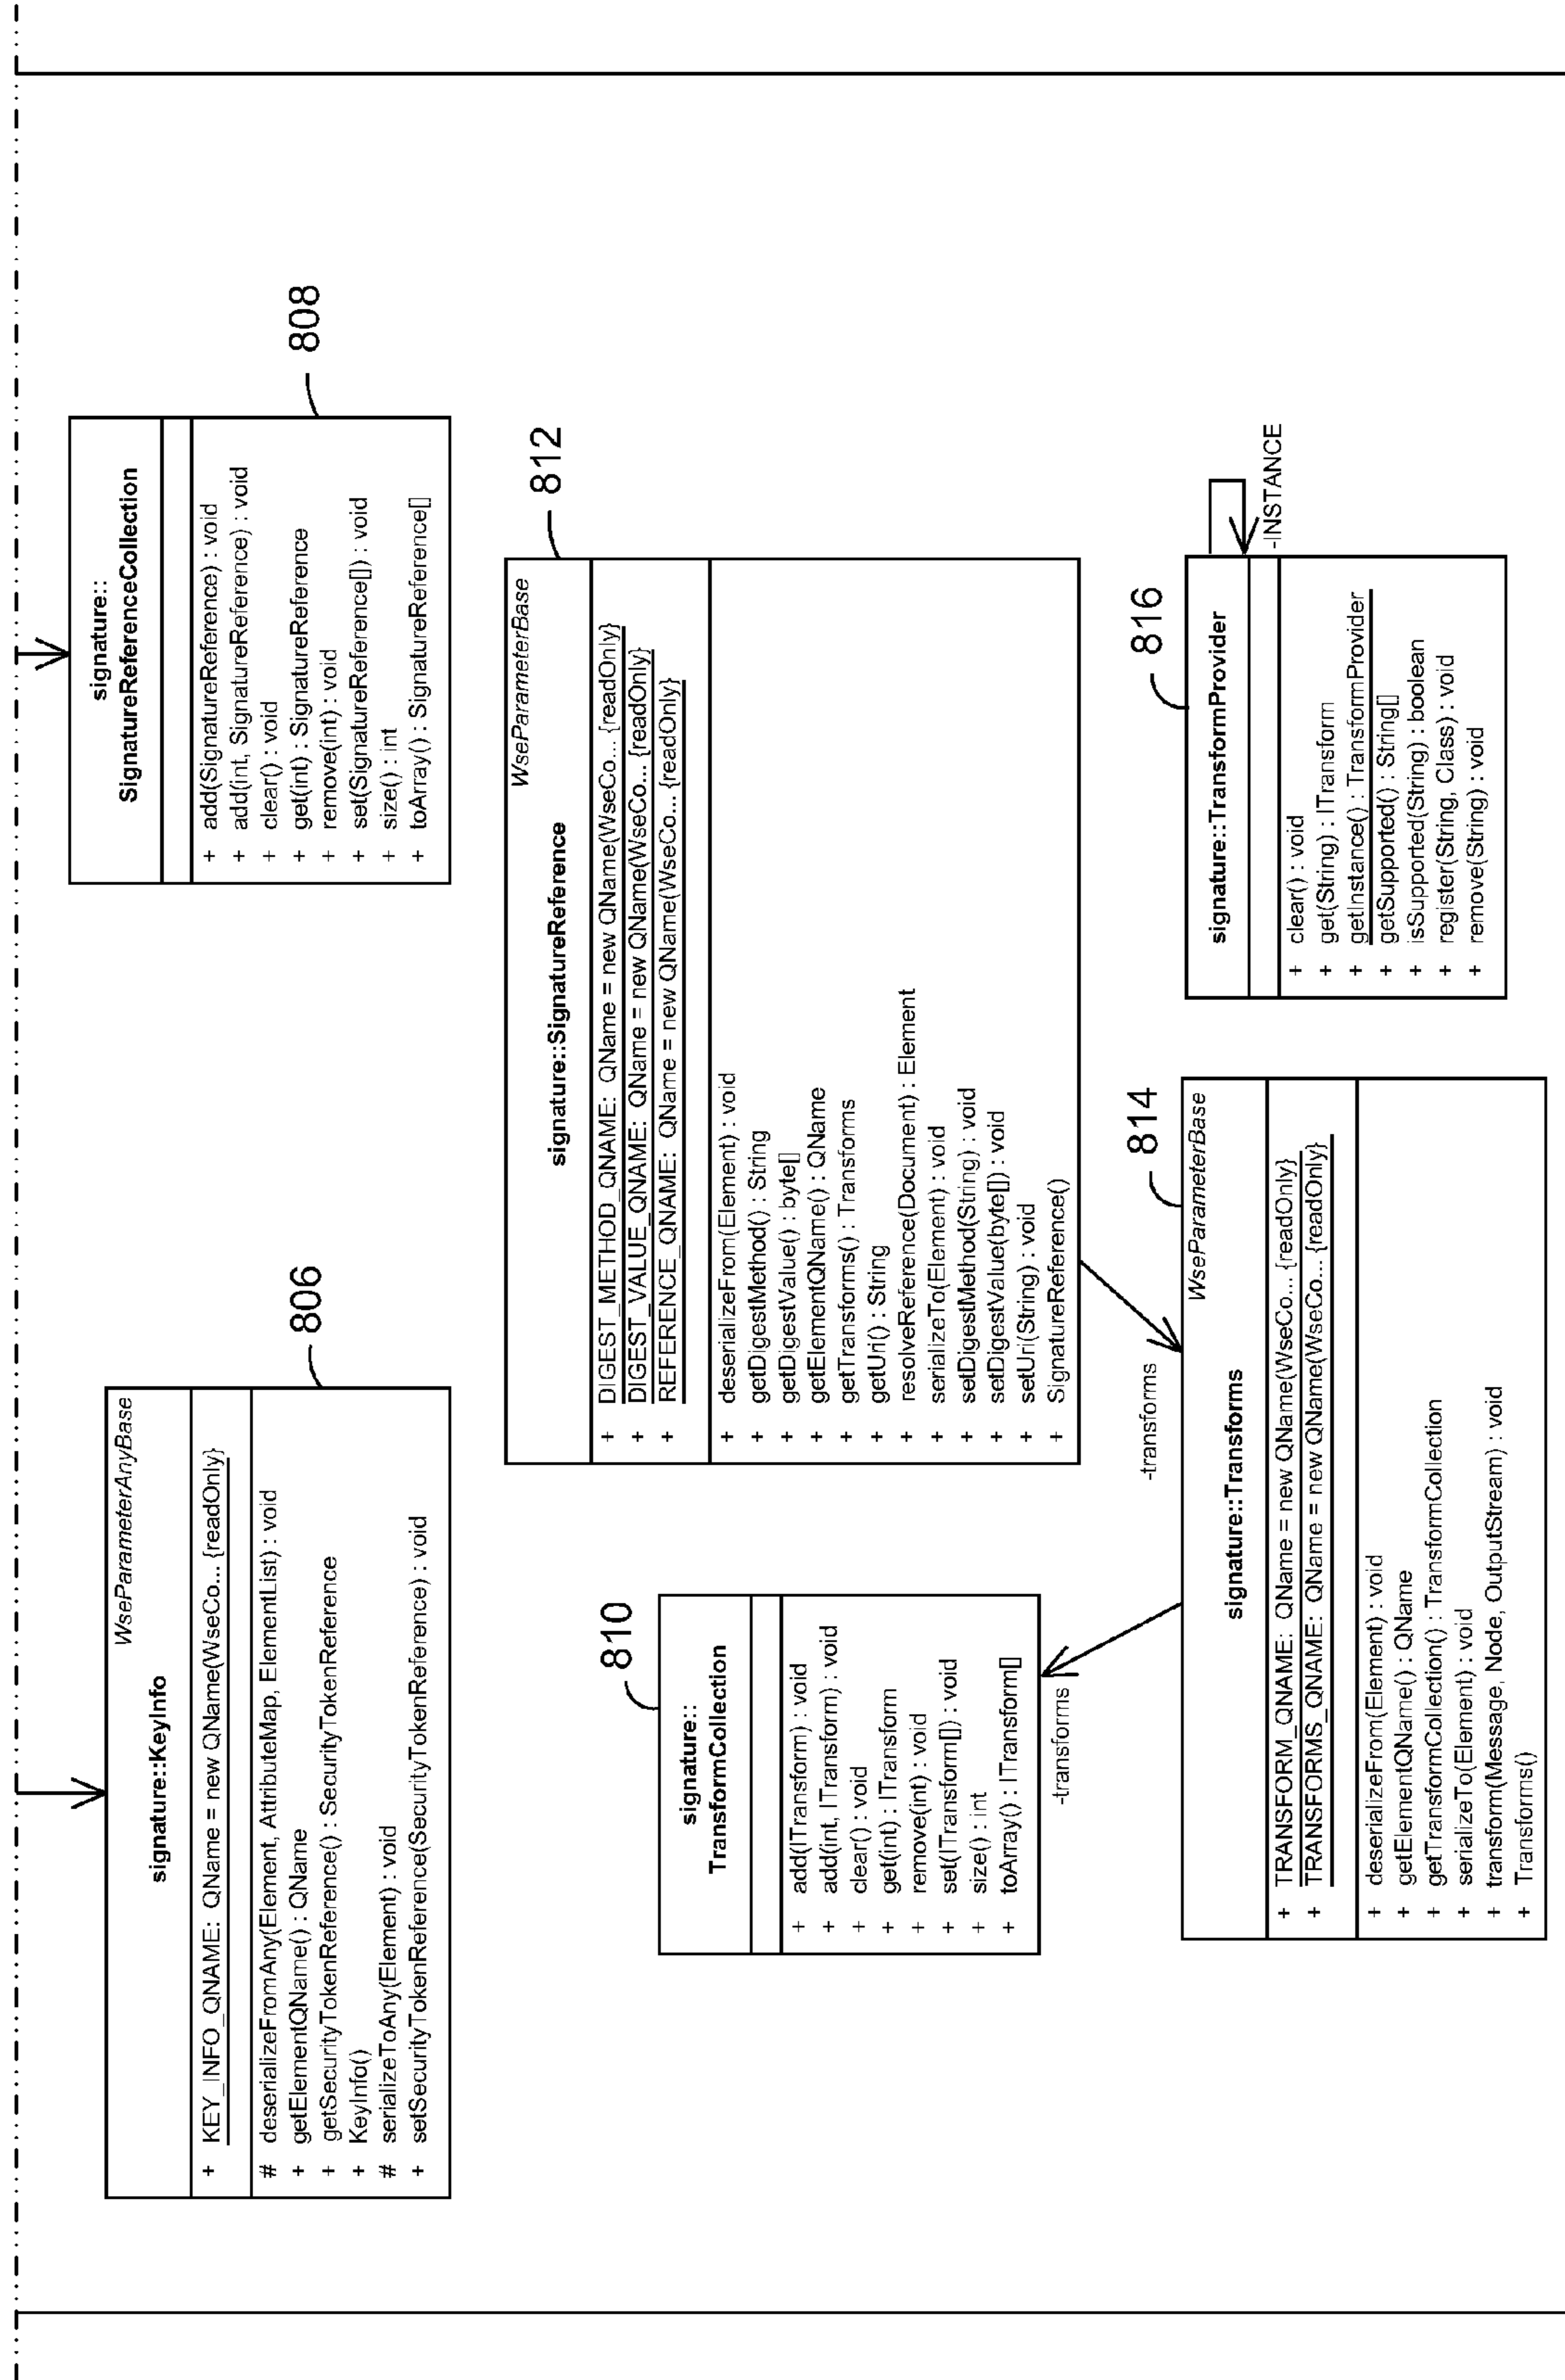 WseParameterAnyBase
signature::KeyInfo
+ KEY_INFO_QNAME: QName = new QName(WseCo... {readOnly}
# deserializeFromAny(Element, AttributeMap, ElementList) : void
+ getElementQName() : QName
+ getSecurityTokenReference() : SecurityTokenReference
+ KeyInfo()
# serializeToAny(Element) : void
+ setSecurityTokenReference(SecurityTokenReference) : void
806
signature::
SignatureReferenceCollection
+ add(SignatureReference) : void
+ add(int, SignatureReference) : void
+ clear() : void
+ get(int) : SignatureReference
+ remove(int) : void
+ set(SignatureReference[]) : void
+ size() : int
+ toArray() : SignatureReference[]
808
810
signature::
TransformCollection
+ add(ITransform) : void
+ add(int, ITransform) : void
+ clear() : void
+ get(int) : ITransform
+ remove(int) : void
+ set(ITransform[]) : void
+ size() : int
+ toArray() : ITransform[]
-transforms
812
WseParameterBase
signature::SignatureReference
+ DIGEST_METHOD_QNAME: QName = new QName(WseCo... {readOnly}
+ DIGEST_VALUE_QNAME: QName = new QName(WseCo... {readOnly}
+ REFERENCE_QNAME: QName = new QName(WseCo... {readOnly}
+ deserializeFrom(Element) : void
+ getDigestMethod() : String
+ getDigestValue() : byte[]
+ getElementQName() : QName
+ getTransforms() : Transforms
+ getUri() : String
+ resolveReference(Document) : Element
+ serializeTo(Element) : void
+ setDigestMethod(String) : void
+ setDigestValue(byte[]) : void
+ setUri(String) : void
+ SignatureReference()
-transforms
814
WseParameterBase
signature::Transforms
+ TRANSFORM_QNAME: QName = new QName(WseCo... {readOnly}
+ TRANSFORMS_QNAME: QName = new QName(WseCo... {readOnly}
+ deserializeFrom(Element) : void
+ getElementQName() : QName
+ getTransformCollection() : TransformCollection
+ serializeTo(Element) : void
+ transform(Message, Node, OutputStream) : void
+ Transforms()
816
signature::TransformProvider
+ clear() : void
+ get(String) : ITransform
+ getInstance() : TransformProvider
+ getSupported() : String[]
+ isSupported(String) : boolean
+ register(String, Class) : void
+ remove(String) : void
-INSTANCE